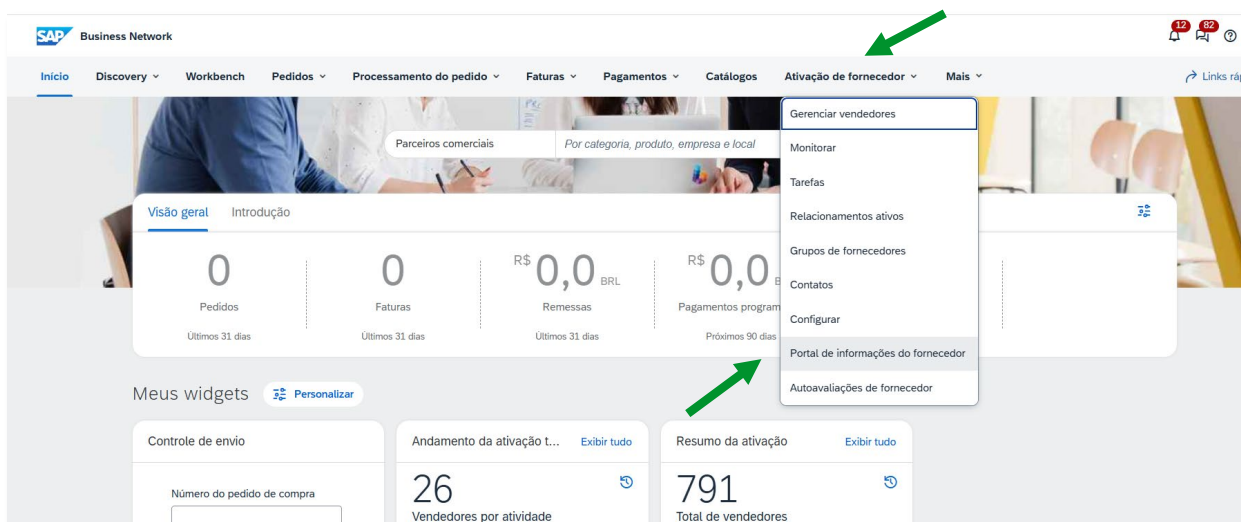 SAP Business Network
12 82
Início Discovery Workbench Pedidos Processamento do pedido Faturas Pagamentos Catálogos Ativação de fornecedor Mais Links
Parceiros comerciais Por categoria, produto, empresa e local
Gerenciar vendedores
Monitorar
Tarefas
Relacionamentos ativos
Grupos de fornecedores
Contatos
Configurar
Portal de informações do fornecedor
Autoavaliações de fornecedor
Visão geral Introdução
0 0 R$ 0,0 BRL R$ 0,0
Pedidos Faturas Remessas Pagamentos
Últimos 31 dias Últimos 31 dias Últimos 31 dias Próximos 90 dias
Meus widgets Personalizar
Controle de envio
Número do pedido de compra
Andamento da ativação t... Exibir tudo
26
Vendedores por atividade
Resumo da ativação Exibir tudo
791
Total de vendedores